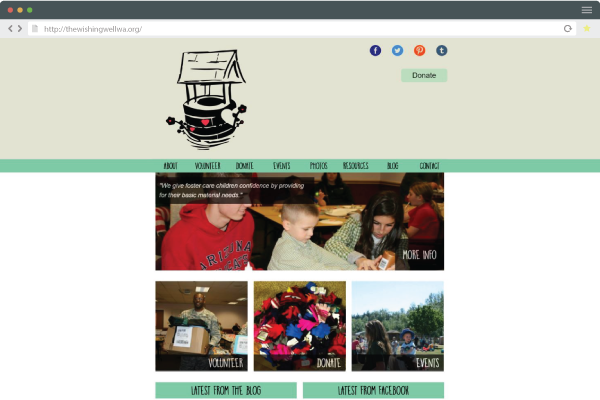 http://thewishingwellwa.org/
Donate
ABOUT VOLUNTEER DONATE EVENTS PHOTOS RESOURCES BLOG CONTACT
"We give foster care children confidence by providing
for their basic material needs."
ARIZONA
MORE INFO
VOLUNTEER DONATE EVENTS
LATEST FROM THE BLOG LATEST FROM FACEBOOK